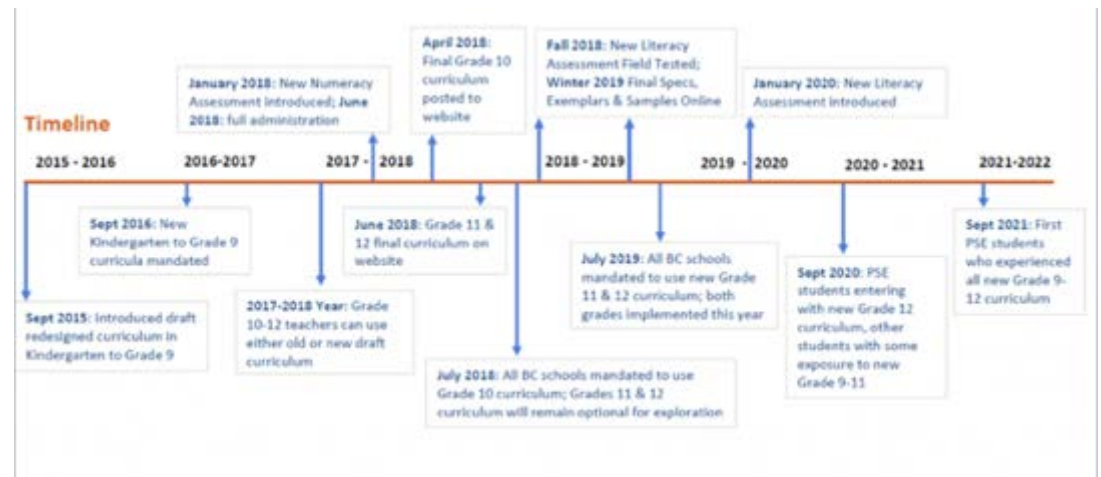 April 2018:
Final Grade 10
curriculum
posted to
website
Fall 2018: New Literacy
Assessment Field Tested;
Winter 2019 Final Specs,
Exemplars & Samples Online
January 2018: New Numeracy
Assessment Introduced; June
2018: full administration
January 2020: New Literacy
Assessment introduced
Timeline
2015 - 2016
2016-2017
2017 - 2018
2018 - 2019
2019 - 2020
2020 - 2021
2021-2022
Sept 2016: New
Kindergarten to Grade 9
curricula mandated
June 2018: Grade 11 &
12 final curriculum on
website
Sept 2021: First
PSE students
who experienced
all new Grade 9-
12 curriculum
July 2019: All BC schools
mandated to use new Grade
11 & 12 curriculum; both
grades implemented this year
Sept 2020: PSE
students entering
with new Grade 12
curriculum, other
students with some
exposure to new
Grade 9-11
Sept 2015: Introduced draft
redesigned curriculum in
Kindergarten to Grade 9
2017-2018 Year: Grade
10-12 teachers can use
either old or new draft
curriculum
July 2018: All BC schools mandated to use
Grade 10 curriculum; Grades 11 & 12
curriculum will remain optional for exploration